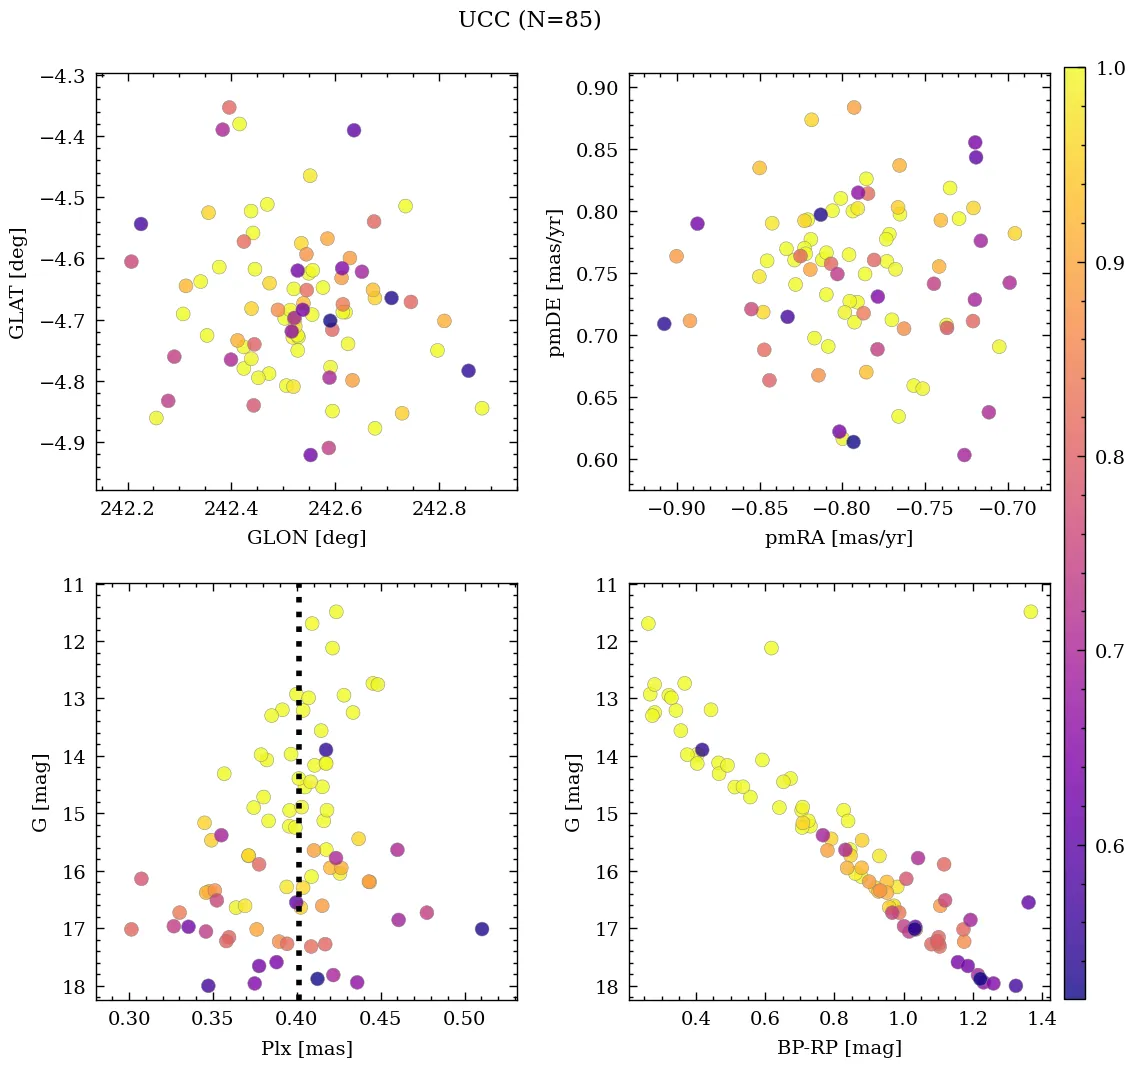 UCC (N=85)
−4.3
−4.4
−4.5
−4.6
−4.7
−4.8
−4.9
GLAT [deg]
242.2 242.4 242.6 242.8
GLON [deg]
0.90
0.85
0.80
0.75
0.70
0.65
0.60
pmDE [mas/yr]
−0.90 −0.85 −0.80 −0.75 −0.70
pmRA [mas/yr]
11
12
13
14
15
16
17
18
G [mag]
0.30 0.35 0.40 0.45 0.50
Plx [mas]
11
12
13
14
15
16
17
18
G [mag]
0.4 0.6 0.8 1.0 1.2 1.4
BP-RP [mag]
1.0
0.9
0.8
0.7
0.6